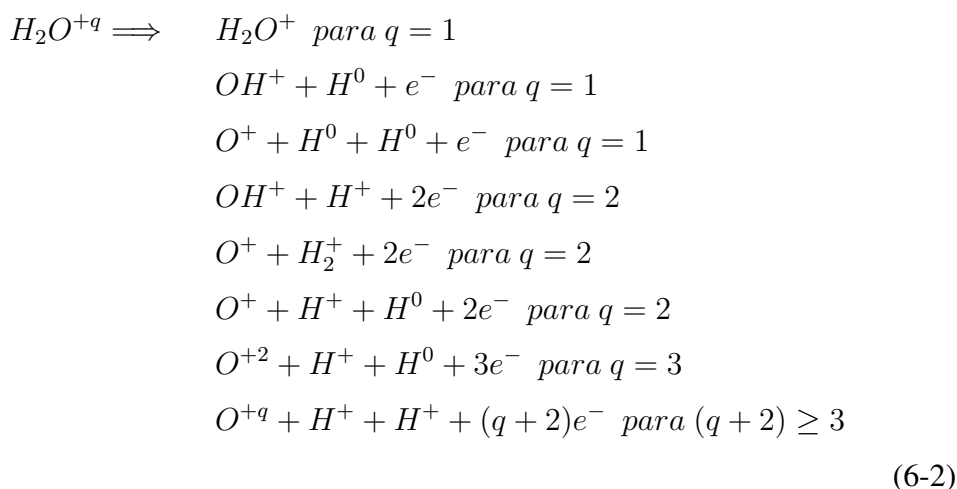 H₂O⁺q ⟹ H₂O⁺ para q = 1
OH⁺ + H⁰ + e⁻ para q = 1
O⁺ + H⁰ + H⁰ + e⁻ para q = 1
OH⁺ + H⁺ + 2e⁻ para q = 2
O⁺ + H₂⁺ + 2e⁻ para q = 2
O⁺ + H⁺ + H⁰ + 2e⁻ para q = 2
O⁺² + H⁺ + H⁰ + 3e⁻ para q = 3
O⁺q + H⁺ + H⁺ + (q + 2)e⁻ para (q + 2) ≥ 3
(6-2)